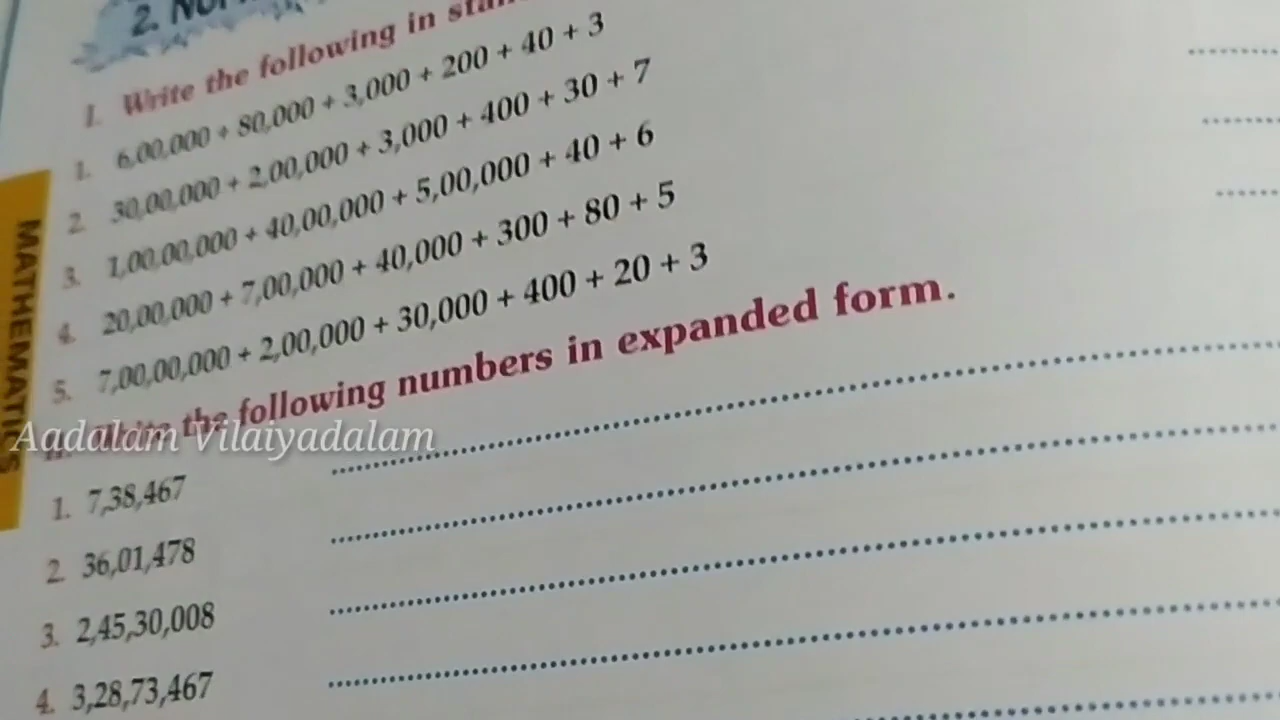 2.
I. Write the following in
1. 6,00,000 + 80,000 + 3,000 + 200 + 40 + 3
2. 30,00,000 + 2,00,000 + 3,000 + 400 + 30 + 7
3. 1,00,00,000 + 40,00,000 + 5,00,000 + 40 + 6
4. 20,00,000 + 7,00,000 + 40,000 + 300 + 80 + 5
5. 7,00,00,000 + 2,00,000 + 30,000 + 400 + 20 + 3
II. Write the following numbers in expanded form.
1. 7,38,467
2. 36,01,478
3. 2,45,30,008
4. 3,28,73,467
MATHEMATICS
Aadalam Vilaiyadalam